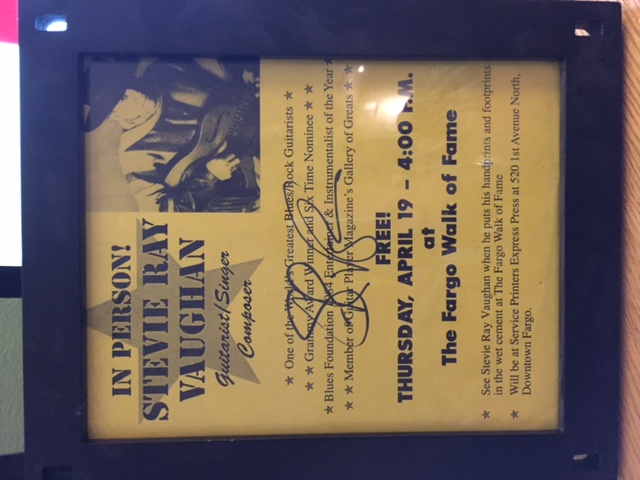 IN PERSON!
STEVIE RAY
VAUGHAN
Guitarist/Singer
Composer
★ One of the World's Greatest Blues/Rock Guitarists ★
★ ★ Grammy Award Winner and Six Time Nominee ★ ★
★ Blues Foundation 1984 Entertainer & Instrumentalist of the Year ★
★ ★ Member of Guitar Player Magazine's Gallery of Greats ★ ★
FREE!
THURSDAY, APRIL 19 – 4:00 P.M.
at
The Fargo Walk of Fame
★ See Stevie Ray Vaughan when he puts his handprints and footprints
in the wet cement at The Fargo Walk of Fame
★ Will be at Service Printers Express Press at 520 1st Avenue North,
Downtown Fargo.